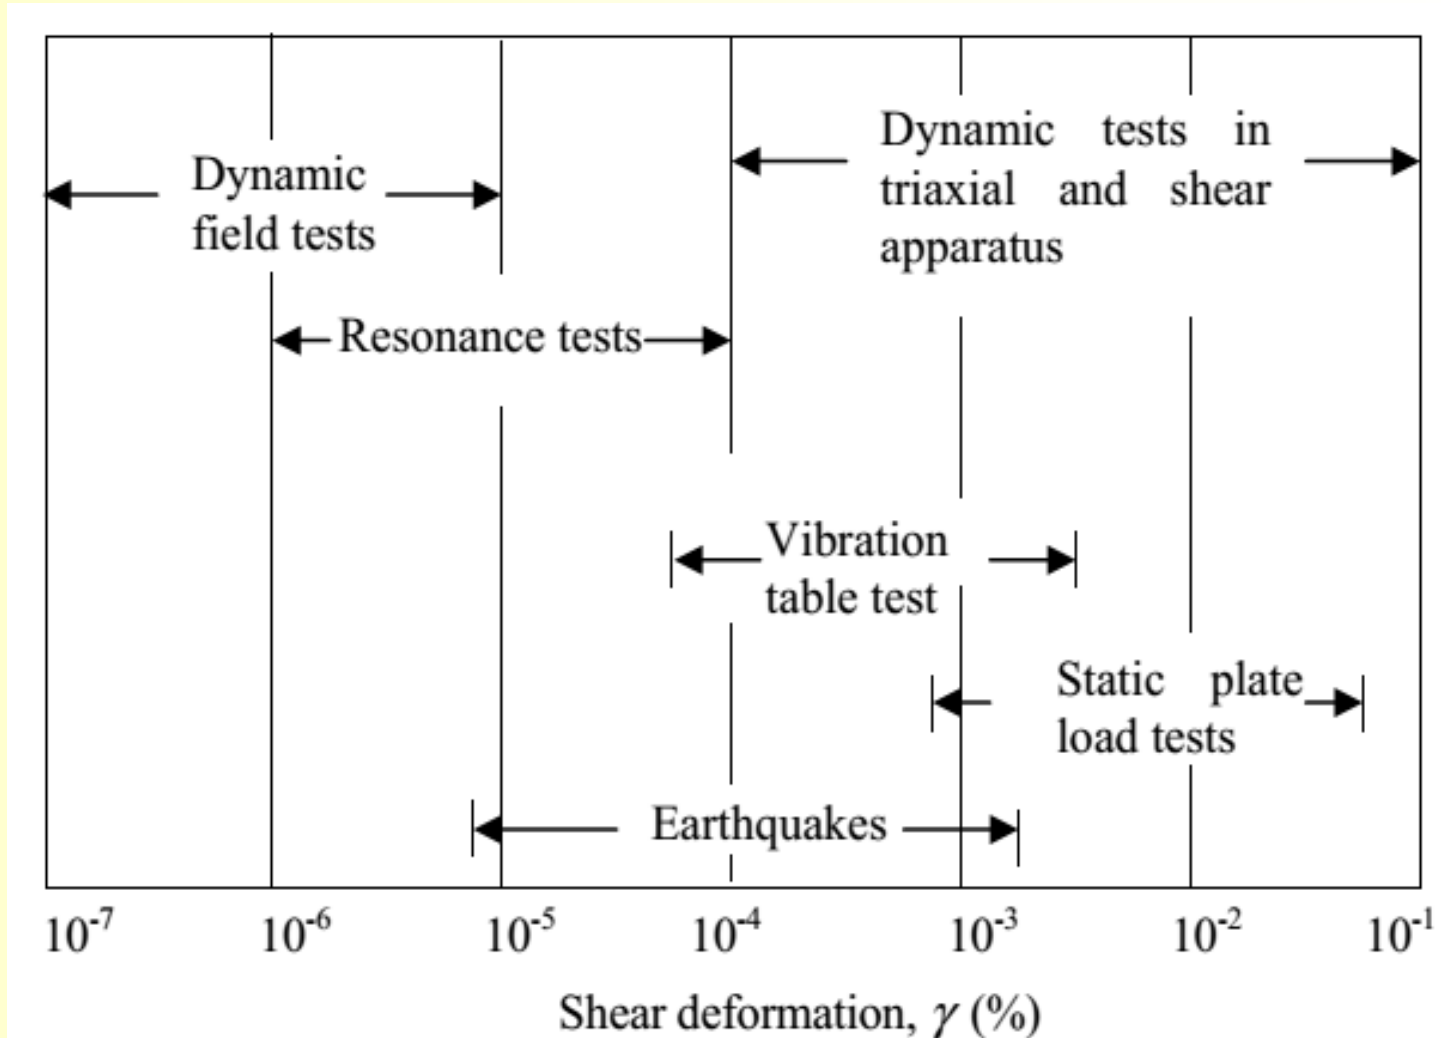 Dynamic tests in
triaxial and shear
apparatus
Dynamic
field tests
Resonance tests
Vibration
table test
Static plate
load tests
Earthquakes
10⁻⁷ 10⁻⁶ 10⁻⁵ 10⁻⁴ 10⁻³ 10⁻² 10⁻¹
Shear deformation, γ (%)